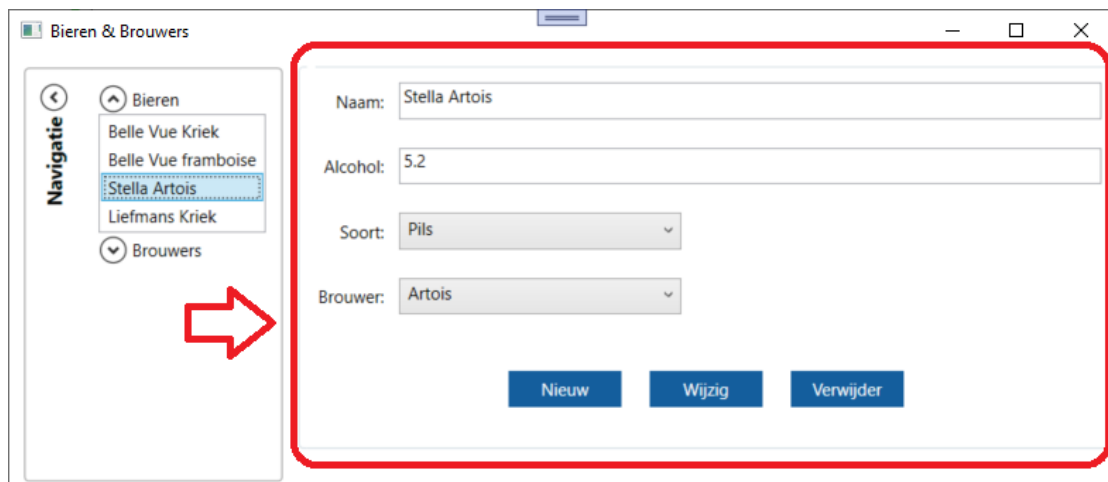 Bieren & Brouwers
Navigatie
Bieren
Belle Vue Kriek
Belle Vue framboise
Stella Artois
Liefmans Kriek
Brouwers
Naam: Stella Artois
Alcohol: 5.2
Soort: Pils
Brouwer: Artois
Nieuw Wijzig Verwijder